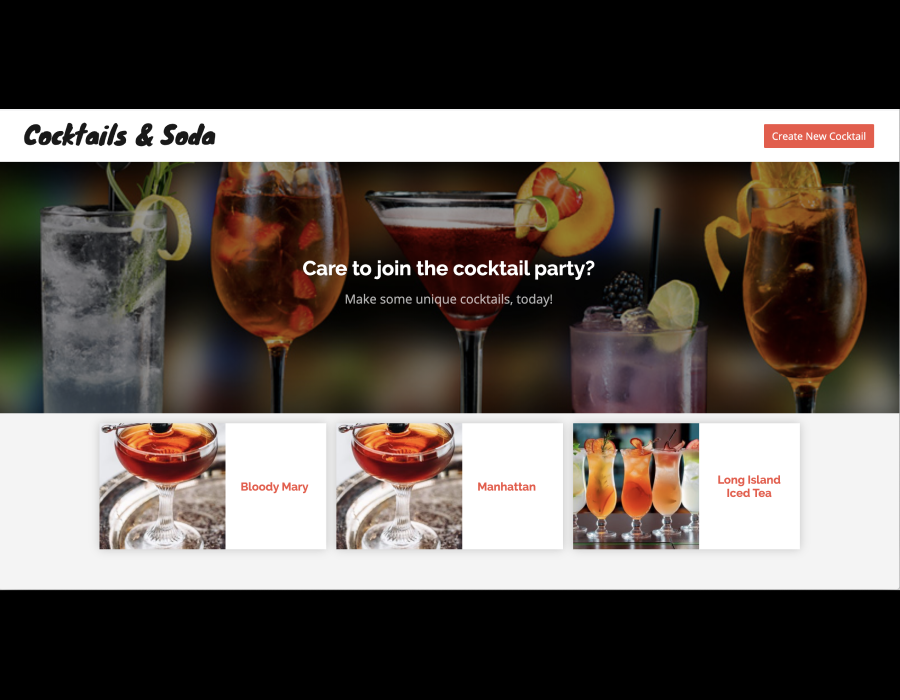 Cocktails & Soda
Create New Cocktail
Care to join the cocktail party?
Make some unique cocktails, today!
Bloody Mary
Manhattan
Long Island
Iced Tea